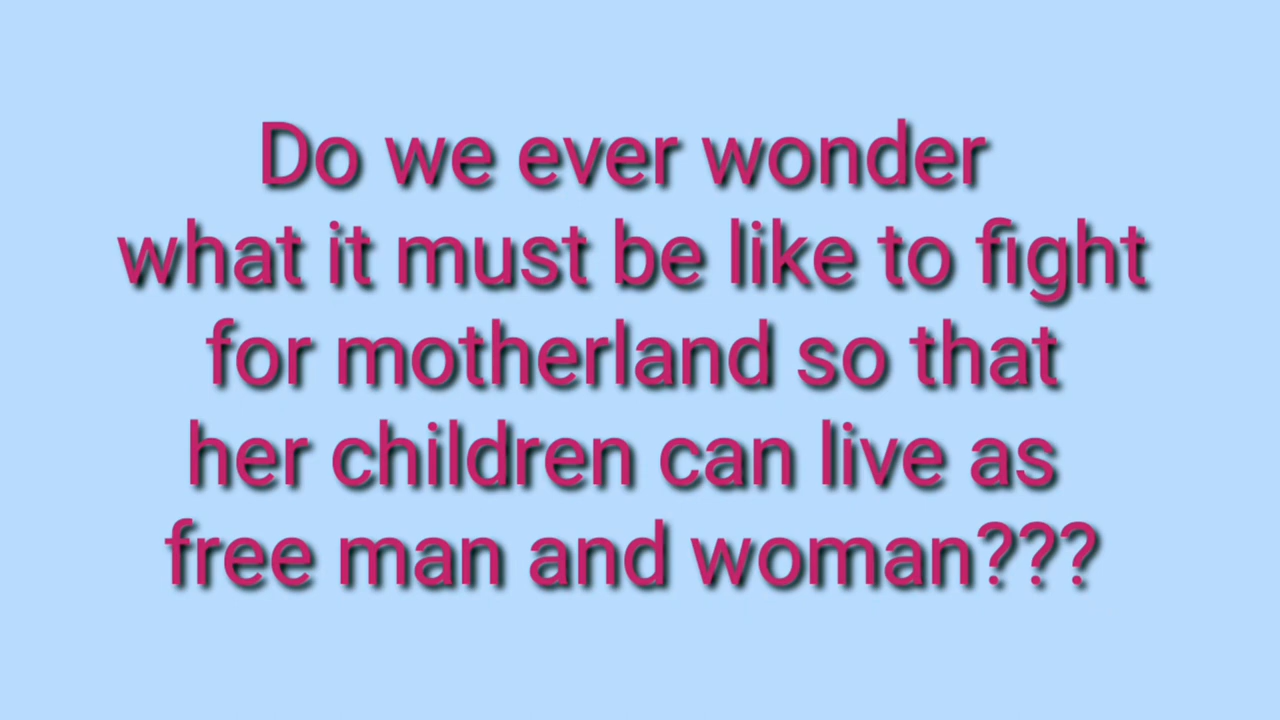 Do we ever wonder
what it must be like to fight
for motherland so that
her children can live as
free man and woman???